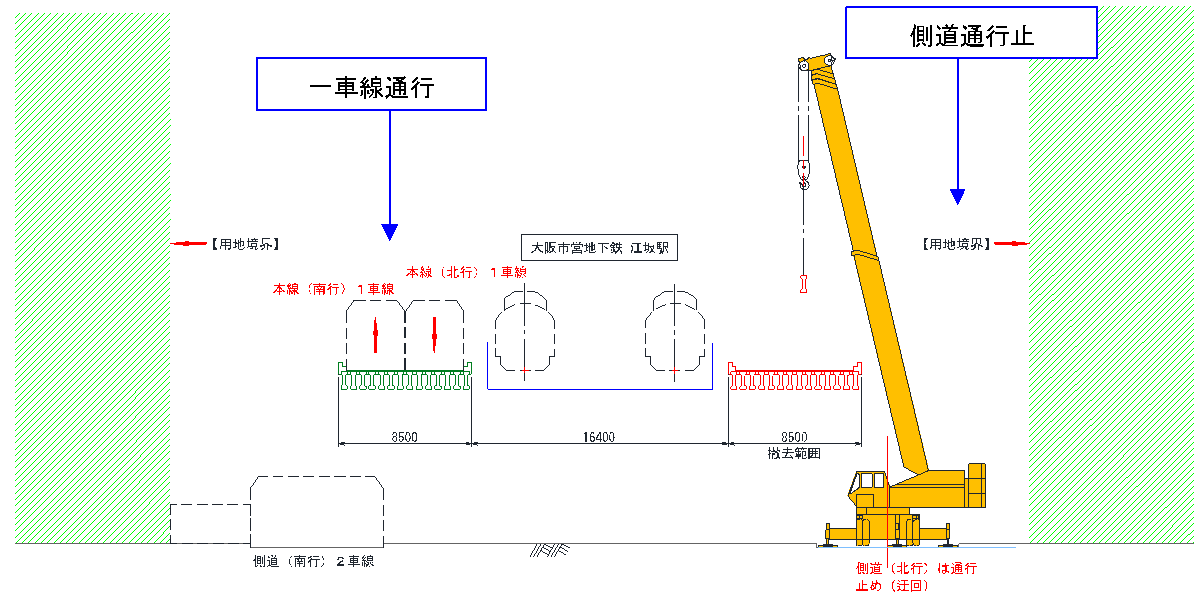 側道通行止
一車線通行
【用地境界】
【用地境界】
大阪市営地下鉄 江坂駅
本線（北行）１車線
本線（南行）１車線
8500
16400
8500
撤去範囲
側道（南行）２車線
側道（北行）は通行
止め（迂回）